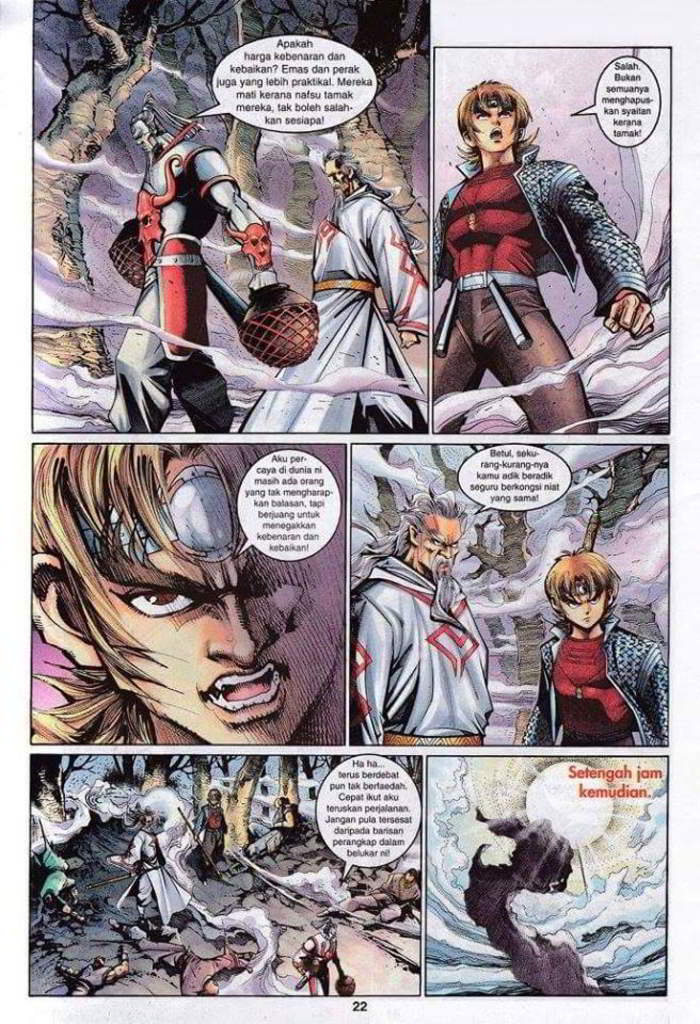 Apakah
harga kebenaran dan
kebaikan? Emas dan perak
juga yang lebih praktikal. Mereka
mati kerana nafsu tamak
mereka, tak boleh salah-
kan sesiapa!
Salah.
Bukan
semuanya
menghapus-
kan syaitan
kerana
tamak!
Aku per-
caya di dunia ni
masih ada orang
yang tak mengharap-
kan balasan, tapi
berjuang untuk
menegakkan
kebenaran dan
kebaikan!
Betul, seku-
rang-kurang-nya
kamu adik beradik
seguru berkongsi niat
yang sama!
Ha ha...
terus berdebat
pun tak bertaedah.
Cepat ikut aku
teruskan perjalanan.
Jangan pula tersesat
daripada barisan
perangkap dalam
belukar ni!
Setengah jam
kemudian.
22